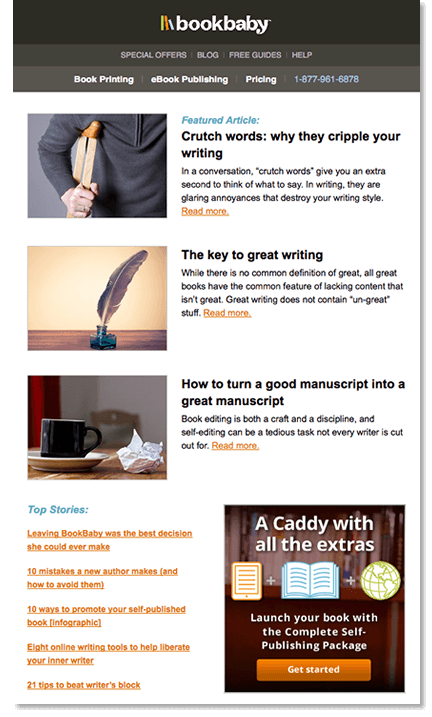 bookbaby
SPECIAL OFFERS | BLOG | FREE GUIDES | HELP
Book Printing | eBook Publishing | Pricing | 1-877-961-6878
Featured Article:
Crutch words: why they cripple your
writing
In a conversation, “crutch words” give you an extra
second to think of what to say. In writing, they are
glaring annoyances that destroy your writing style.
Read more.
The key to great writing
While there is no common definition of great, all great
books have the common feature of lacking content that
isn’t great. Great writing does not contain “un-great”
stuff. Read more.
How to turn a good manuscript into a
great manuscript
Book editing is both a craft and a discipline, and
self-editing can be a tedious task not every writer is cut
out for. Read more.
Top Stories:
Leaving BookBaby was the best decision
she could ever make
10 mistakes a new author makes (and
how to avoid them)
10 ways to promote your self-published
book [infographic]
Eight online writing tools to help liberate
your inner writer
21 tips to beat writer’s block
A Caddy with
all the extras
+ +
Launch your book with
the Complete Self-
Publishing Package
Get started